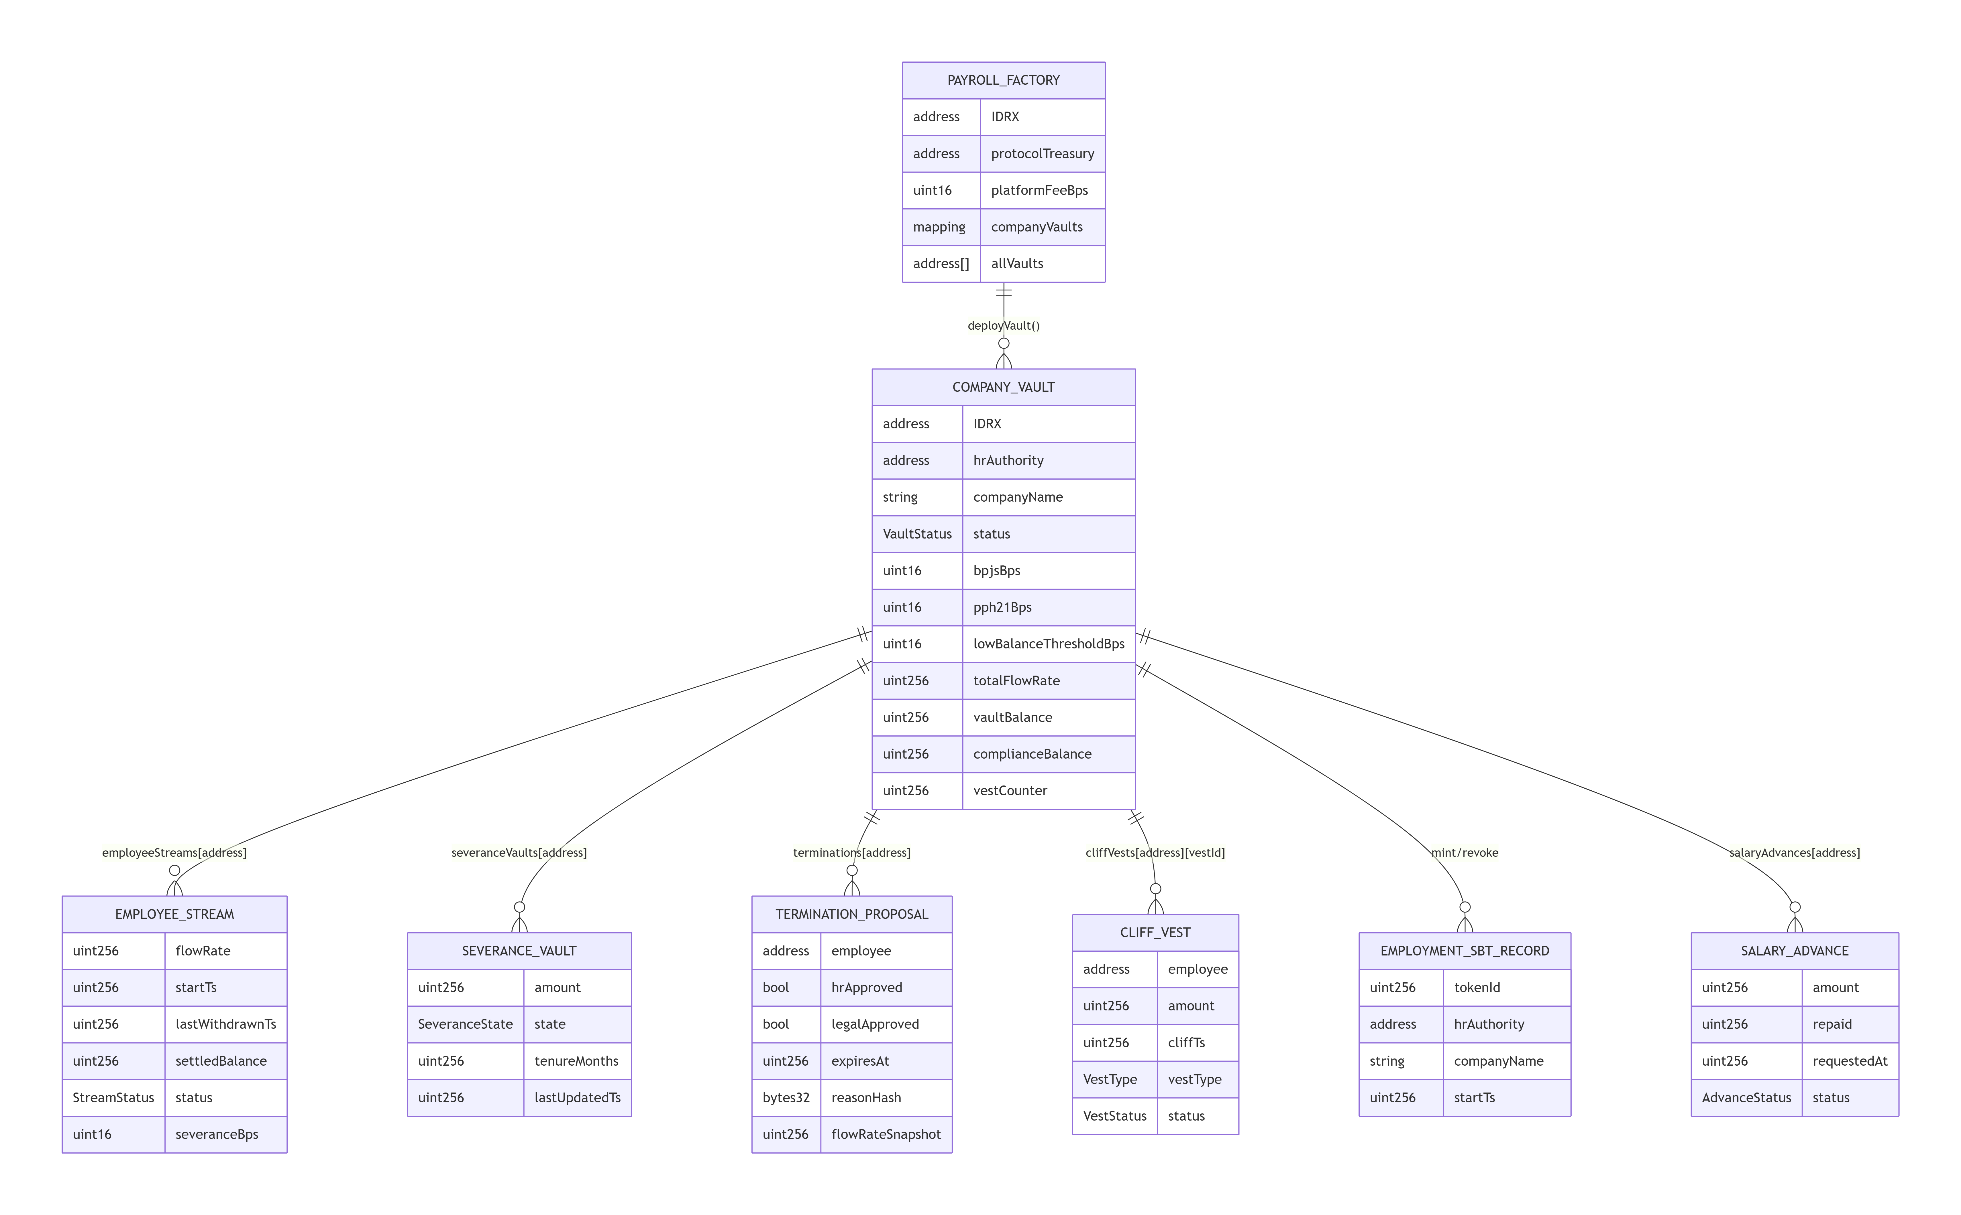 PAYROLL_FACTORY
address IDRX
address protocolTreasury
uint16 platformFeeBps
mapping companyVaults
address[] allVaults
deployVault()
COMPANY_VAULT
address IDRX
address hrAuthority
string companyName
VaultStatus status
uint16 bpjsBps
uint16 pph21Bps
uint16 lowBalanceThresholdBps
uint256 totalFlowRate
uint256 vaultBalance
uint256 complianceBalance
uint256 vestCounter
employeeStreams[address]
severanceVaults[address]
terminations[address]
cliffVests[address][vestId]
mint/revoke
salaryAdvances[address]
EMPLOYEE_STREAM
uint256 flowRate
uint256 startTs
uint256 lastWithdrawnTs
uint256 settledBalance
StreamStatus status
uint16 severanceBps
SEVERANCE_VAULT
uint256 amount
SeveranceState state
uint256 tenureMonths
uint256 lastUpdatedTs
TERMINATION_PROPOSAL
address employee
bool hrApproved
bool legalApproved
uint256 expiresAt
bytes32 reasonHash
uint256 flowRateSnapshot
CLIFF_VEST
address employee
uint256 amount
uint256 cliffTs
VestType vestType
VestStatus status
EMPLOYMENT_SBT_RECORD
uint256 tokenId
address hrAuthority
string companyName
uint256 startTs
SALARY_ADVANCE
uint256 amount
uint256 repaid
uint256 requestedAt
AdvanceStatus status